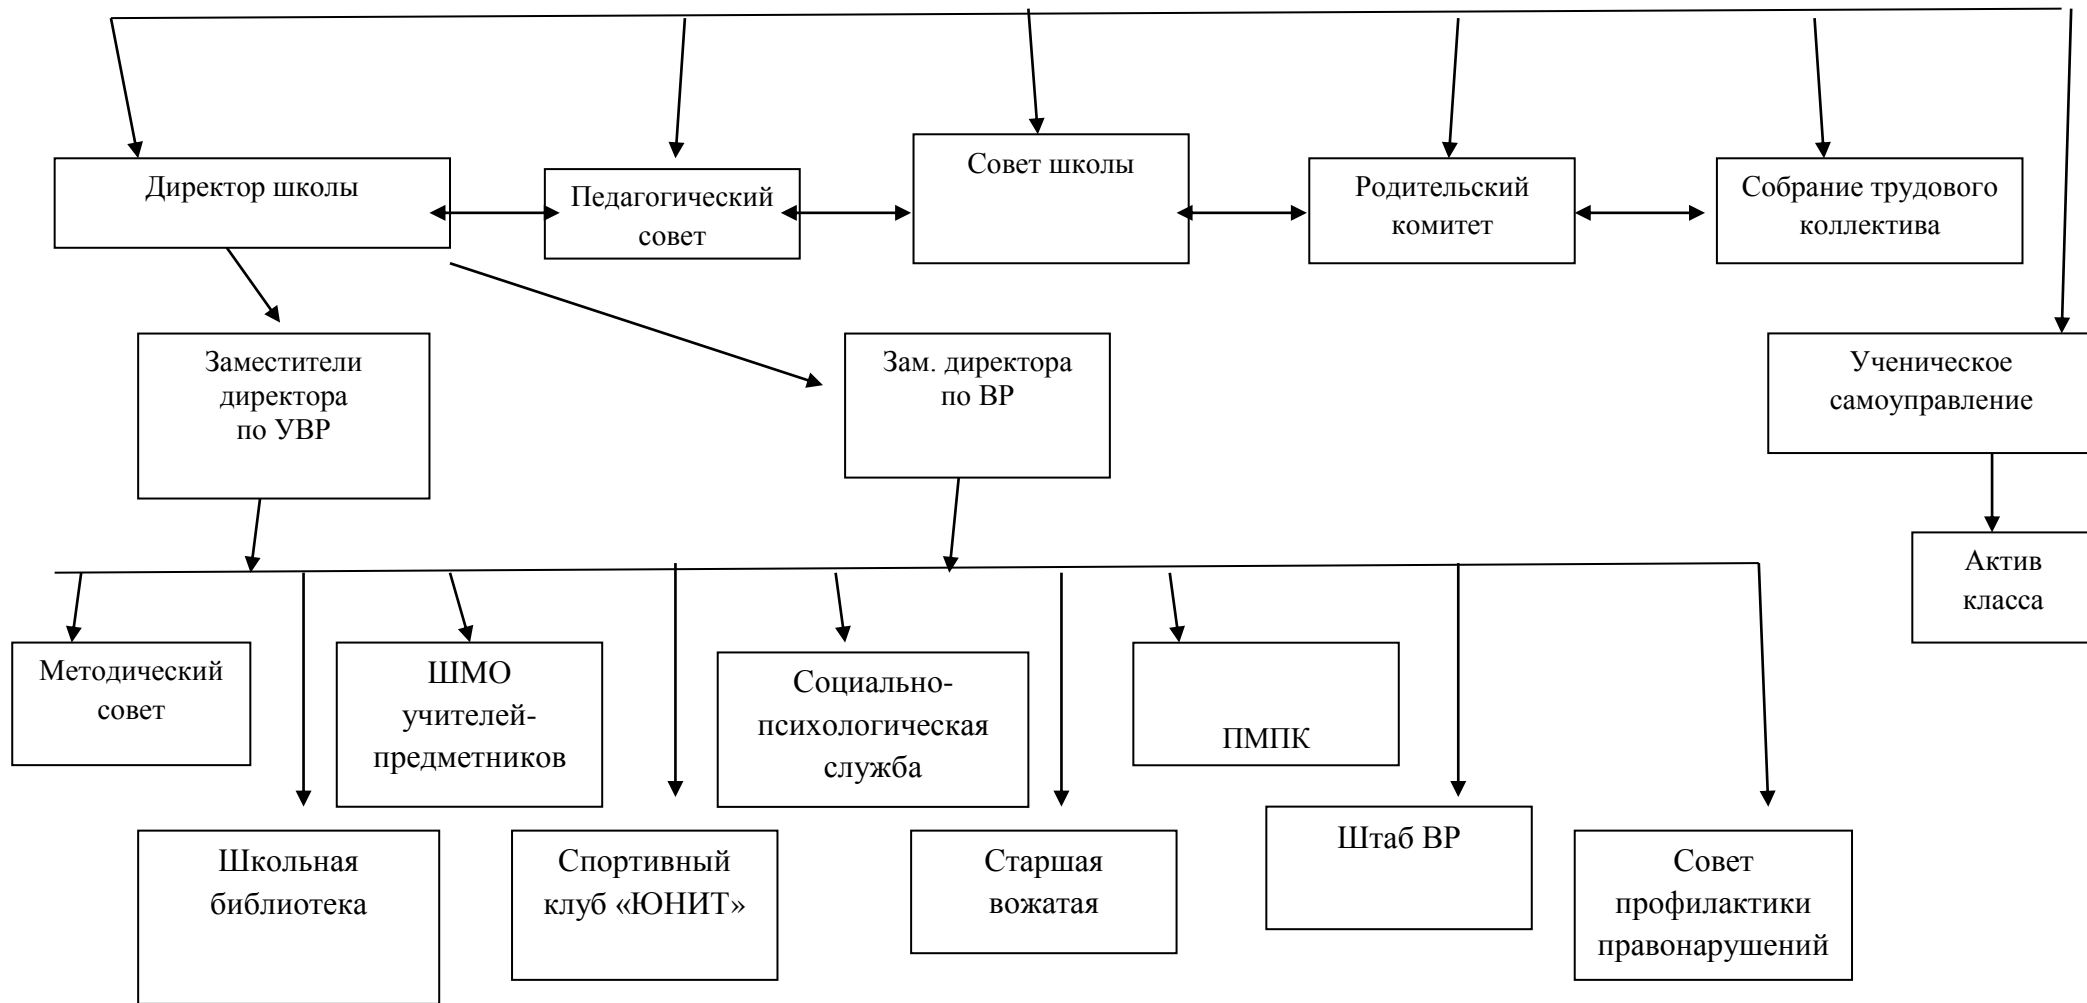 Директор школы
Педагогический
совет
Совет школы
Родительский
комитет
Собрание трудового
коллектива
Заместители
директора
по УВР
Зам. директора
по ВР
Ученическое
самоуправление
Актив
класса
Методический
совет
ШМО
учителей-
предметников
Социально-
психологическая
служба
ПМПК
Школьная
библиотека
Спортивный
клуб «ЮНИТ»
Старшая
вожатая
Штаб ВР
Совет
профилактики
правонарушений